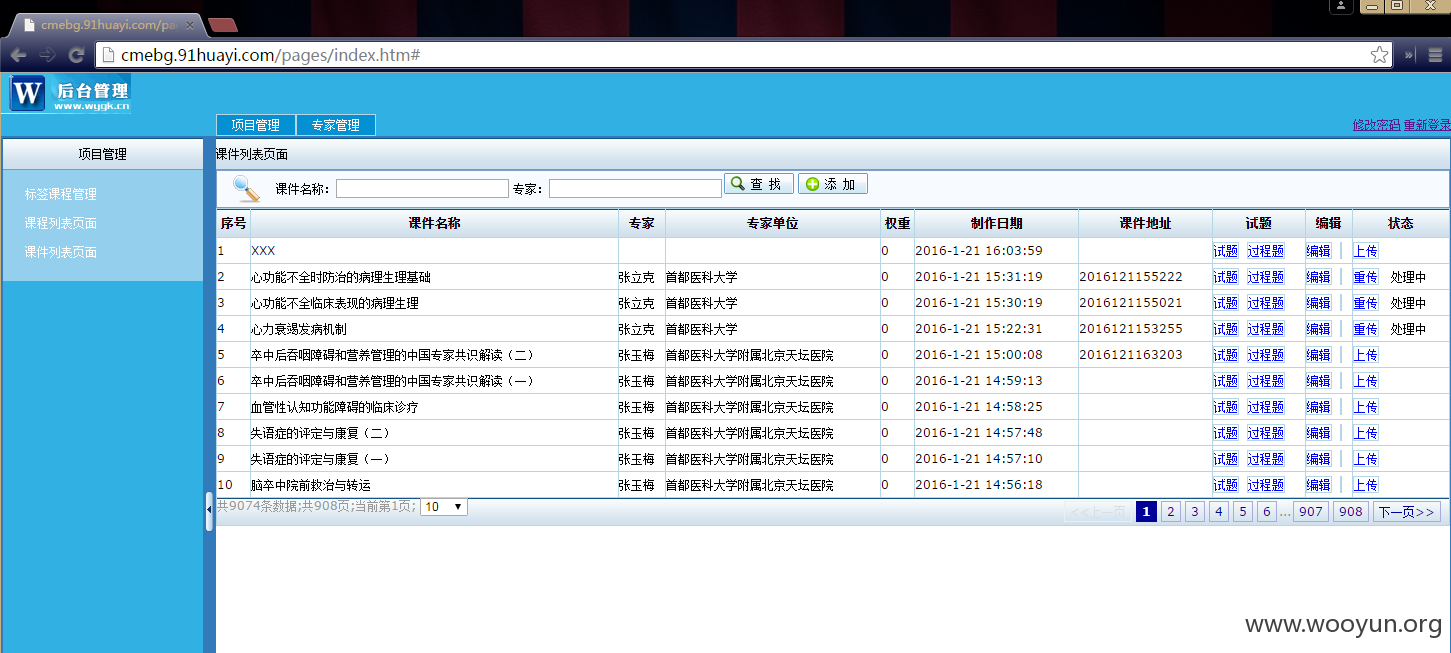 cmebg.91huayi.com/pa
cmebg.91huayi.com/pages/index.htm#
W 后台管理
www.wygk.cn
项目管理 专家管理
修改密码 重新登录
项目管理
标签课程管理
课程列表页面
课件列表页面
课件列表页面
课件名称： 专家： 查 找 添 加
序号 课件名称 专家 专家单位 权重 制作日期 课件地址 试题 编辑 状态
1 XXX 0 2016-1-21 16:03:59 试题 过程题 编辑 | 上传
2 心功能不全时防治的病理生理基础 张立克 首都医科大学 0 2016-1-21 15:31:19 2016121155222 试题 过程题 编辑 | 重传 处理中
3 心功能不全临床表现的病理生理 张立克 首都医科大学 0 2016-1-21 15:30:19 2016121155021 试题 过程题 编辑 | 重传 处理中
4 心力衰竭发病机制 张立克 首都医科大学 0 2016-1-21 15:22:31 2016121153255 试题 过程题 编辑 | 重传 处理中
5 卒中后吞咽障碍和营养管理的中国专家共识解读（二） 张玉梅 首都医科大学附属北京天坛医院 0 2016-1-21 15:00:08 2016121163203 试题 过程题 编辑 | 上传
6 卒中后吞咽障碍和营养管理的中国专家共识解读（一） 张玉梅 首都医科大学附属北京天坛医院 0 2016-1-21 14:59:13 试题 过程题 编辑 | 上传
7 血管性认知功能障碍的临床诊疗 张玉梅 首都医科大学附属北京天坛医院 0 2016-1-21 14:58:25 试题 过程题 编辑 | 上传
8 失语症的评定与康复（二） 张玉梅 首都医科大学附属北京天坛医院 0 2016-1-21 14:57:48 试题 过程题 编辑 | 上传
9 失语症的评定与康复（一） 张玉梅 首都医科大学附属北京天坛医院 0 2016-1-21 14:57:10 试题 过程题 编辑 | 上传
10 脑卒中院前救治与转运 张玉梅 首都医科大学附属北京天坛医院 0 2016-1-21 14:56:18 试题 过程题 编辑 | 上传
共9074条数据;共908页;当前第1页; 10 <<上一页 1 2 3 4 5 6 ... 907 908 下一页>>
www.wooyun.org